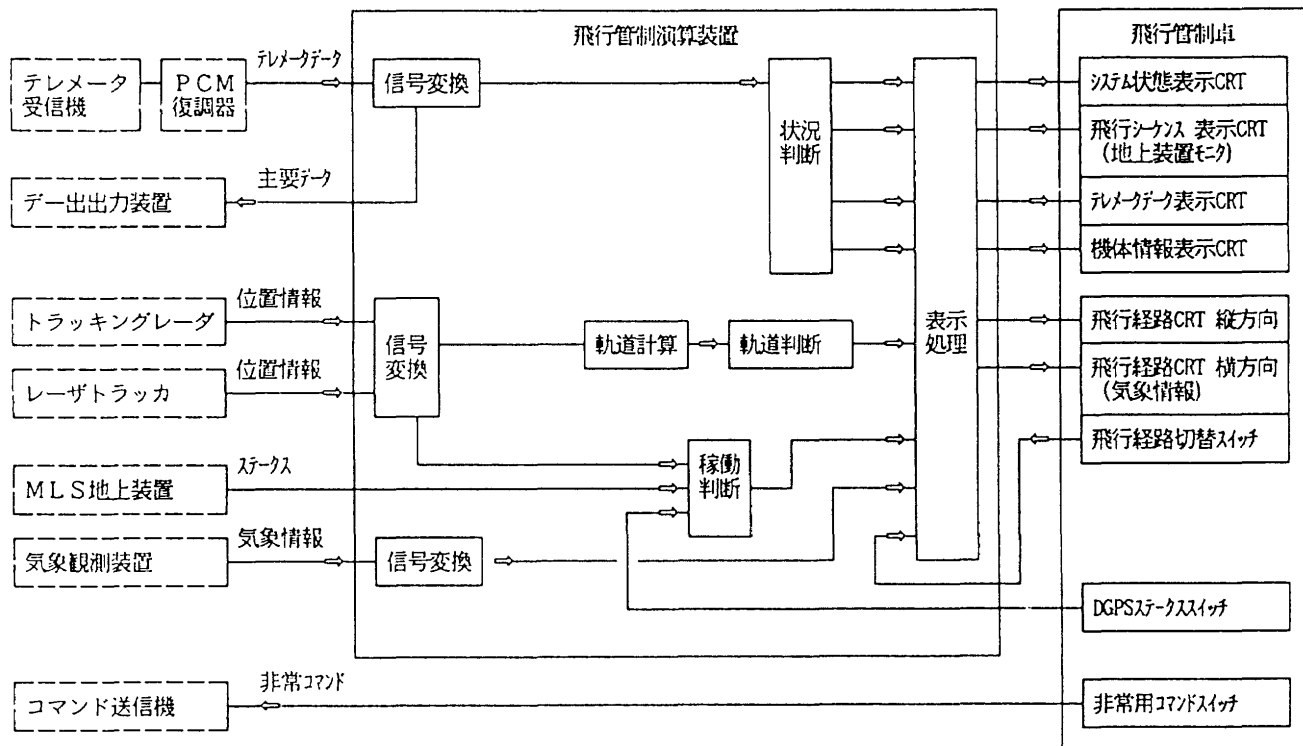 飛行管制演算装置
飛行管制卓
テレメータ
受信機
PCM
復調器
テレメータデータ
信号変換
状況
判断
表示
処理
システム状態表示CRT
飛行シーケンス 表示CRT
(地上装置モニタ)
テレメータデータ表示CRT
機体情報表示CRT
主要データ
デー出出力装置
トラッキングレーダ
位置情報
レーザトラッカ
位置情報
信号
変換
軌道計算
軌道判断
飛行経路CRT 縦方向
飛行経路CRT 横方向
(気象情報)
飛行経路切替スイッチ
MLS地上装置
ステータス
稼働
判断
気象観測装置
気象情報
信号変換
DGPSステータススイッチ
コマンド送信機
非常コマンド
非常用コマンドスイッチ